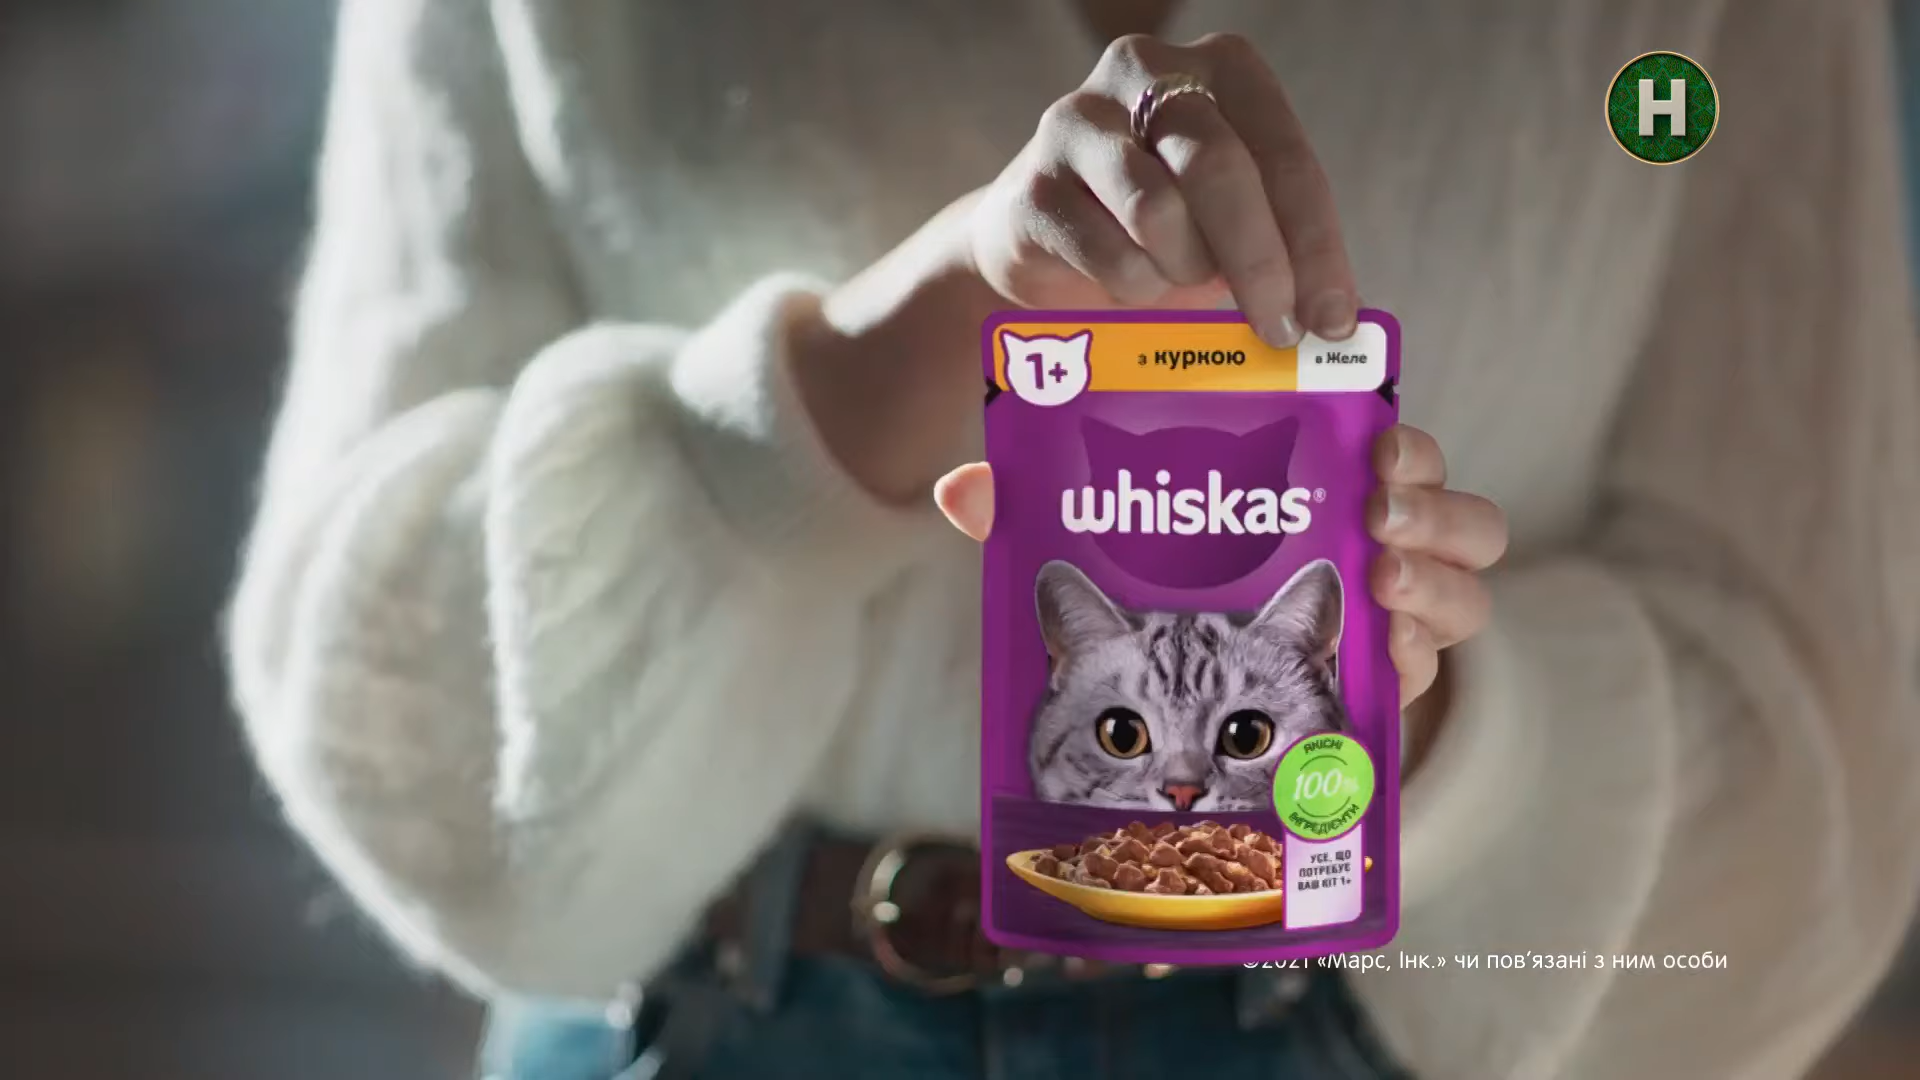 H
1+
з куркою
в Желе
whiskas®
ЯКІСНІ
100%
ІНГРЕДІЄНТИ
УСЕ, ЩО
ПОТРЕБУЄ
ВАШ КІТ 1+
©2021 «Марс, Інк.» чи пов’язані з ним особи